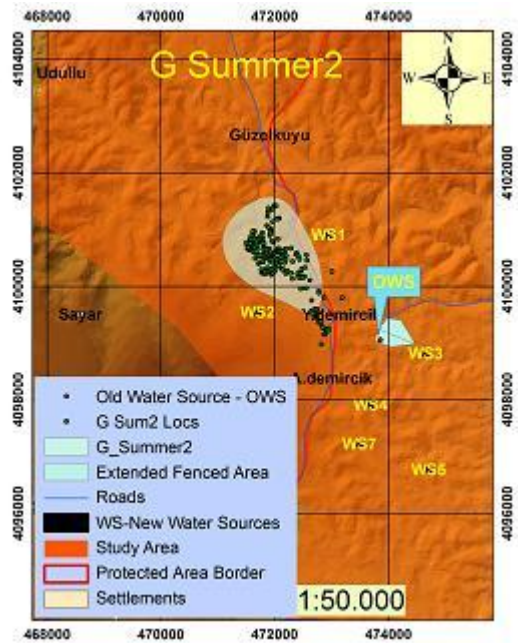 468000 470000 472000 474000
4104000 4104000
G Summer2
N
W E
S
Udullu
Güzelkuyu
4102000 4102000
WS1
4100000 4100000
OWS
Sayar
WS2
Y.demircik
WS3
A.demircik
4098000 4098000
WS4
WS7
WS5
4096000 4096000
Old Water Source - OWS
G Sum2 Locs
G_Summer2
Extended Fenced Area
Roads
WS-New Water Sources
Study Area
Protected Area Border
Settlements
1:50.000
468000 470000 472000 474000